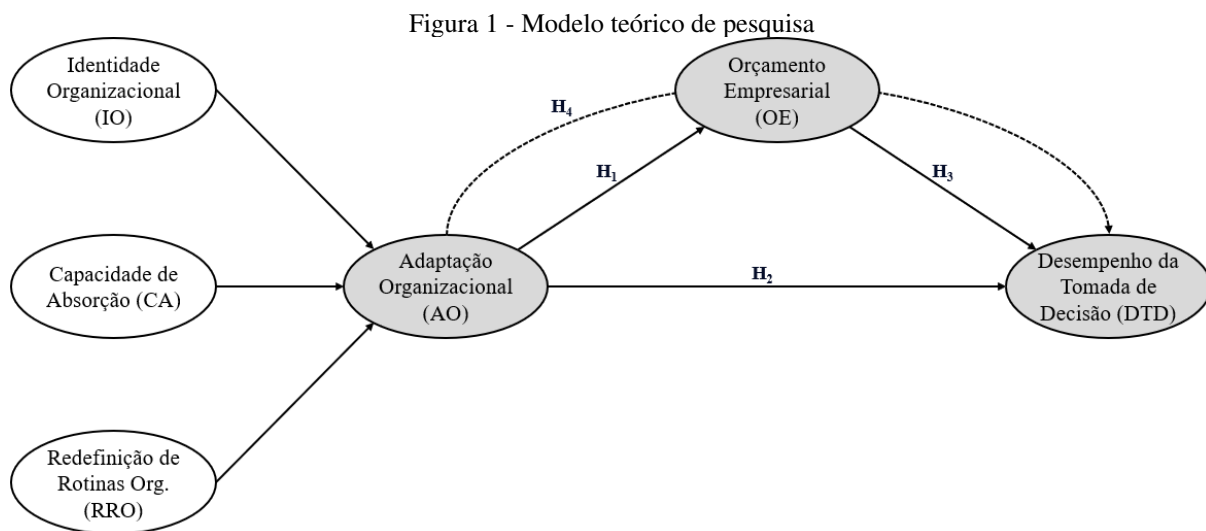 Figura 1 - Modelo teórico de pesquisa
Identidade
Organizacional
(IO)
Orçamento
Empresarial
(OE)
H₄
H₁
H₃
Capacidade de
Absorção (CA)
Adaptação
Organizacional
(AO)
H₂
Desempenho da
Tomada de
Decisão (DTD)
Redefinição de
Rotinas Org.
(RRO)